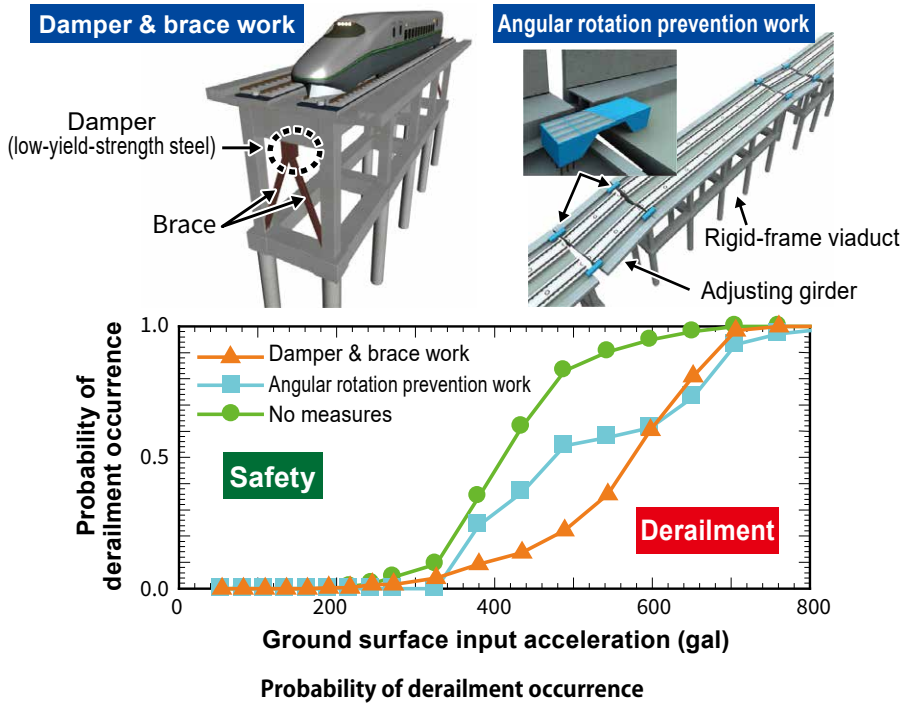 Damper & brace work
Angular rotation prevention work
Damper
(low-yield-strength steel)
Brace
Rigid-frame viaduct
Adjusting girder
Probability of
derailment occurrence
1.0
0.5
0.0
Damper & brace work
Angular rotation prevention work
No measures
Safety
Derailment
0
200
400
600
800
Ground surface input acceleration (gal)
Probability of derailment occurrence